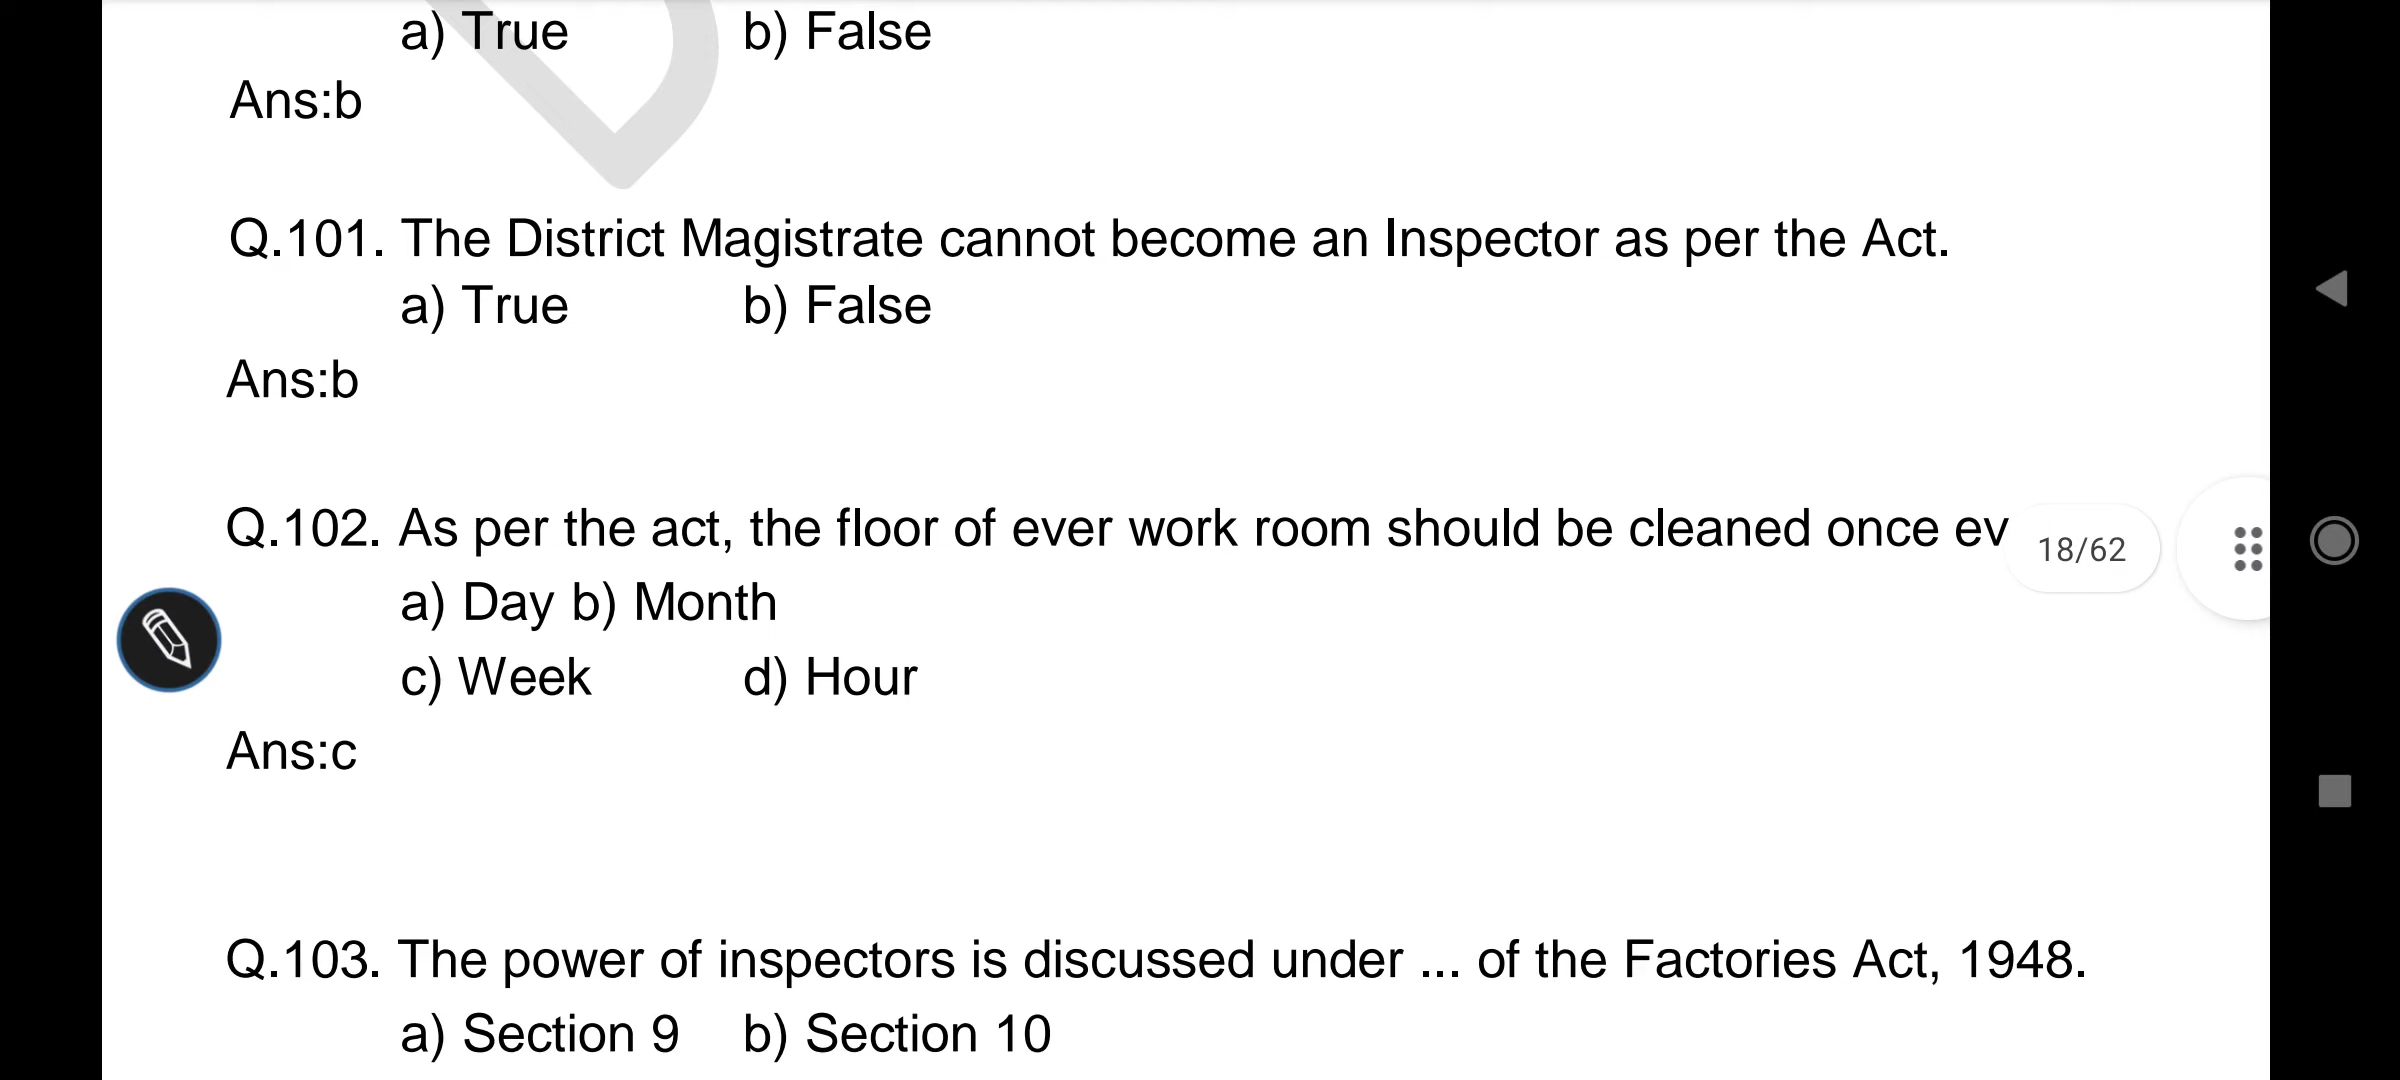 a) True b) False
Ans:b
Q.101. The District Magistrate cannot become an Inspector as per the Act.
a) True b) False
Ans:b
Q.102. As per the act, the floor of ever work room should be cleaned once ev
18/62
a) Day b) Month
c) Week d) Hour
Ans:c
Q.103. The power of inspectors is discussed under ... of the Factories Act, 1948.
a) Section 9 b) Section 10